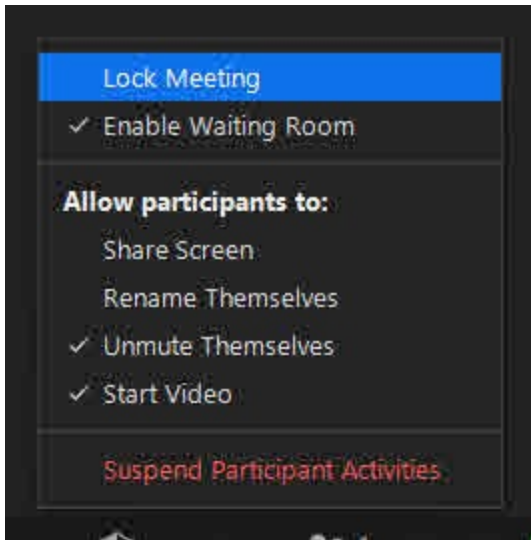 Lock Meeting
✓ Enable Waiting Room
Allow participants to:
Share Screen
Rename Themselves
✓ Unmute Themselves
✓ Start Video
Suspend Participant Activities